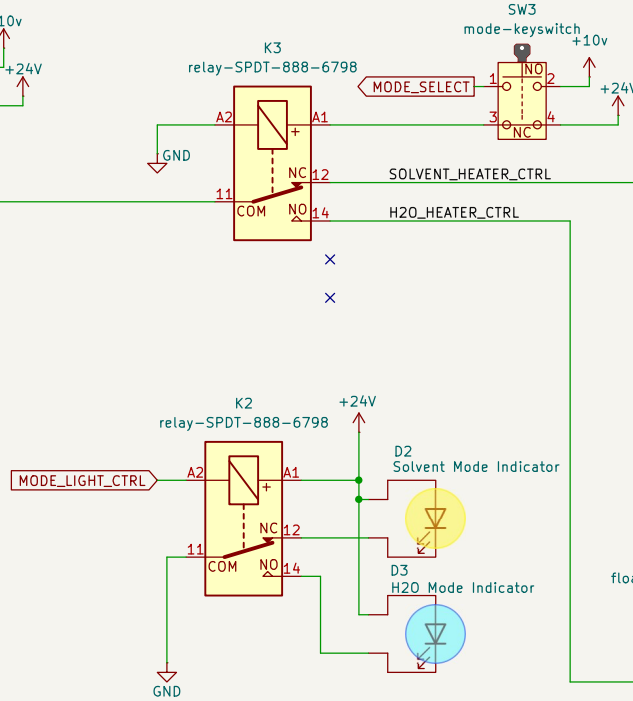 10v
+24V
K3
relay-SPDT-888-6798
SW3
mode-keyswitch
+10v
+24V
MODE_SELECT
1
NO
2
3
NC
4
A2
+
A1
GND
NC
12
SOLVENT_HEATER_CTRL
11
COM
NO
14
H2O_HEATER_CTRL
K2
relay-SPDT-888-6798
+24V
D2
Solvent Mode Indicator
MODE_LIGHT_CTRL
A2
+
A1
NC
12
11
COM
NO
14
D3
H2O Mode Indicator
floa
GND